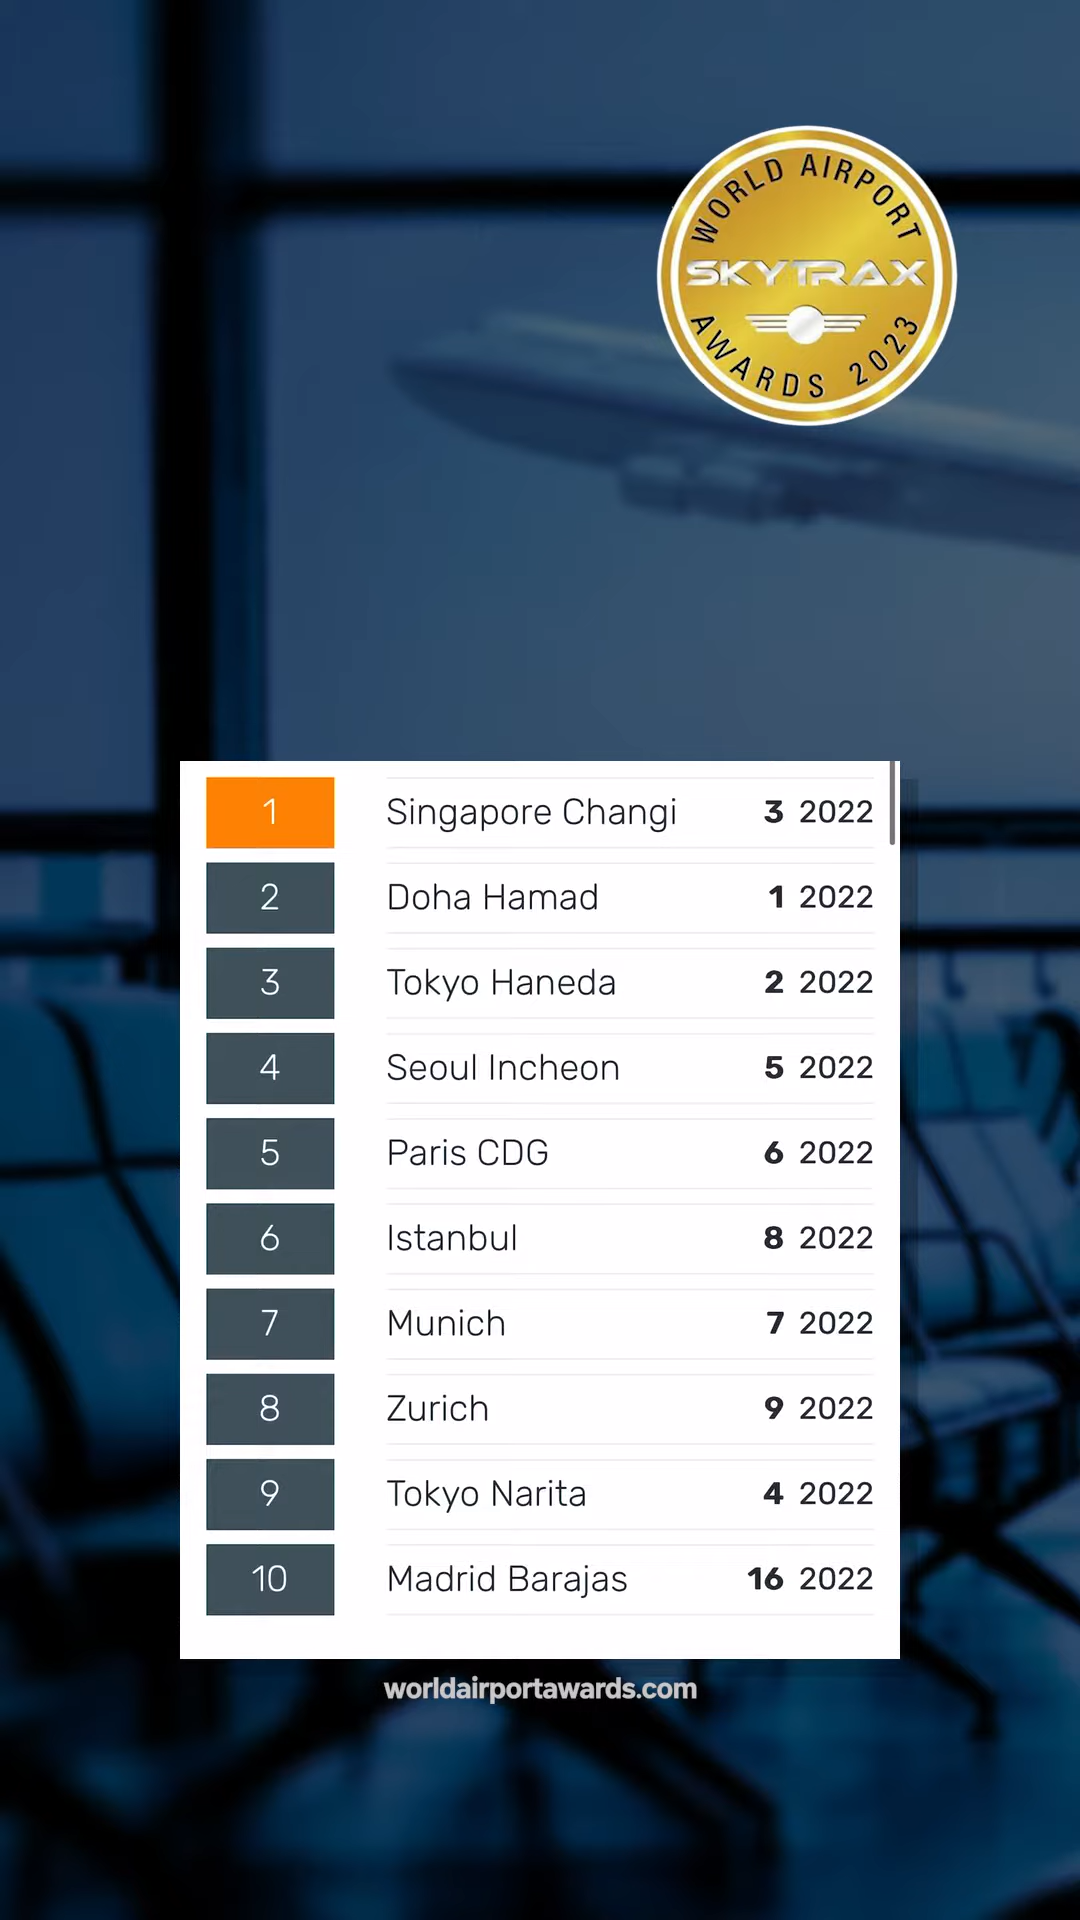 WORLD AIRPORT
SKYTRAX
AWARDS 2023
1 Singapore Changi 3 2022
2 Doha Hamad 1 2022
3 Tokyo Haneda 2 2022
4 Seoul Incheon 5 2022
5 Paris CDG 6 2022
6 Istanbul 8 2022
7 Munich 7 2022
8 Zurich 9 2022
9 Tokyo Narita 4 2022
10 Madrid Barajas 16 2022
worldairportawards.com